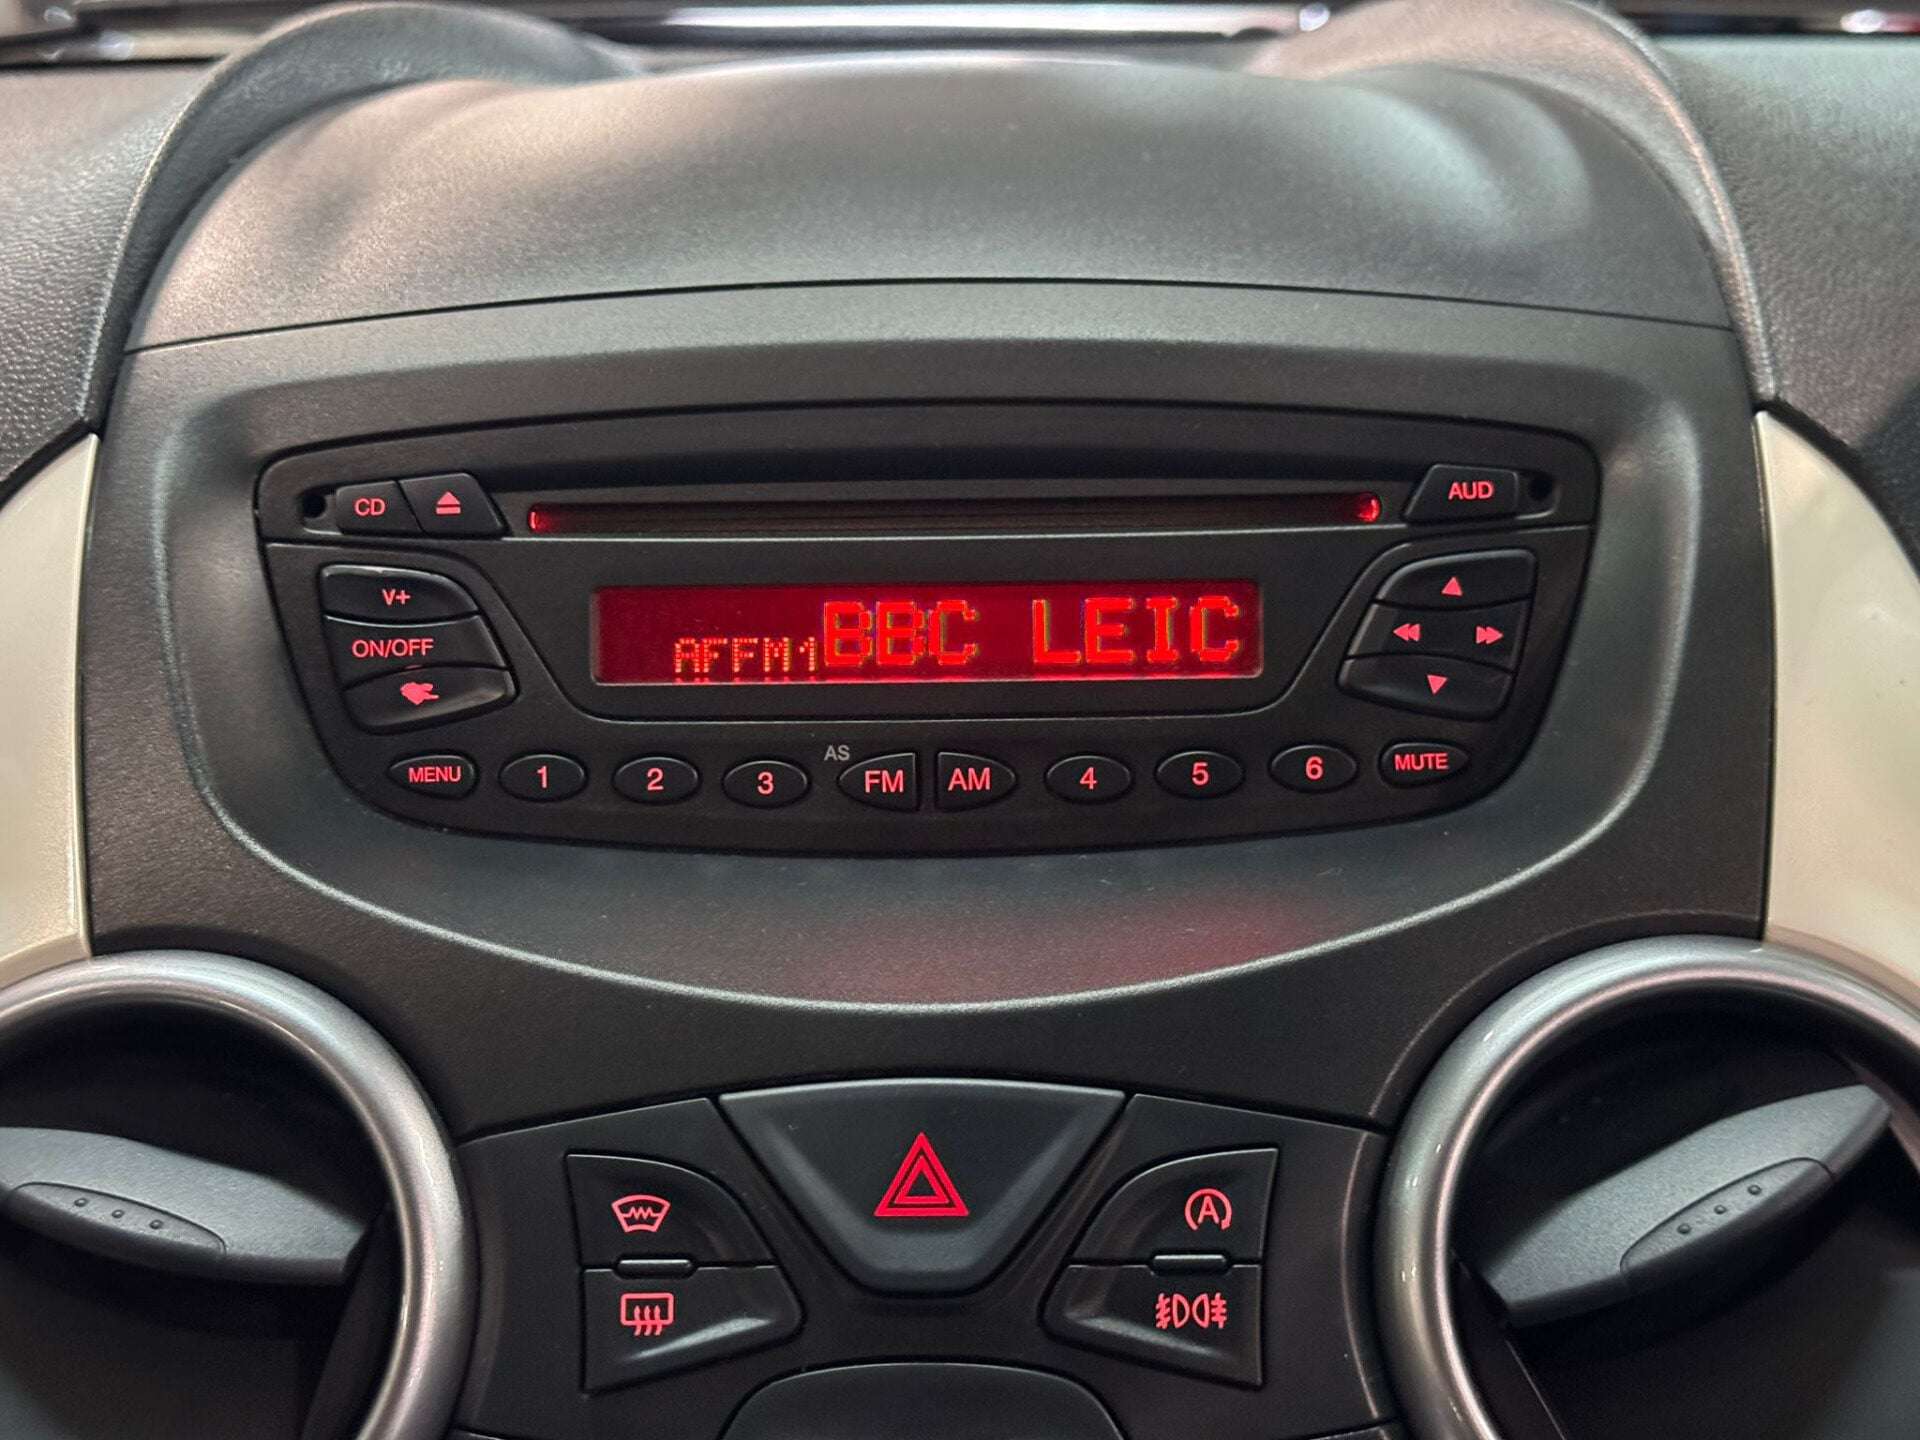 CD
AUD
V+
ON/OFF
AFFM1 BBC LEIC
AS
MENU 1 2 3 FM AM 4 5 6 MUTE
A